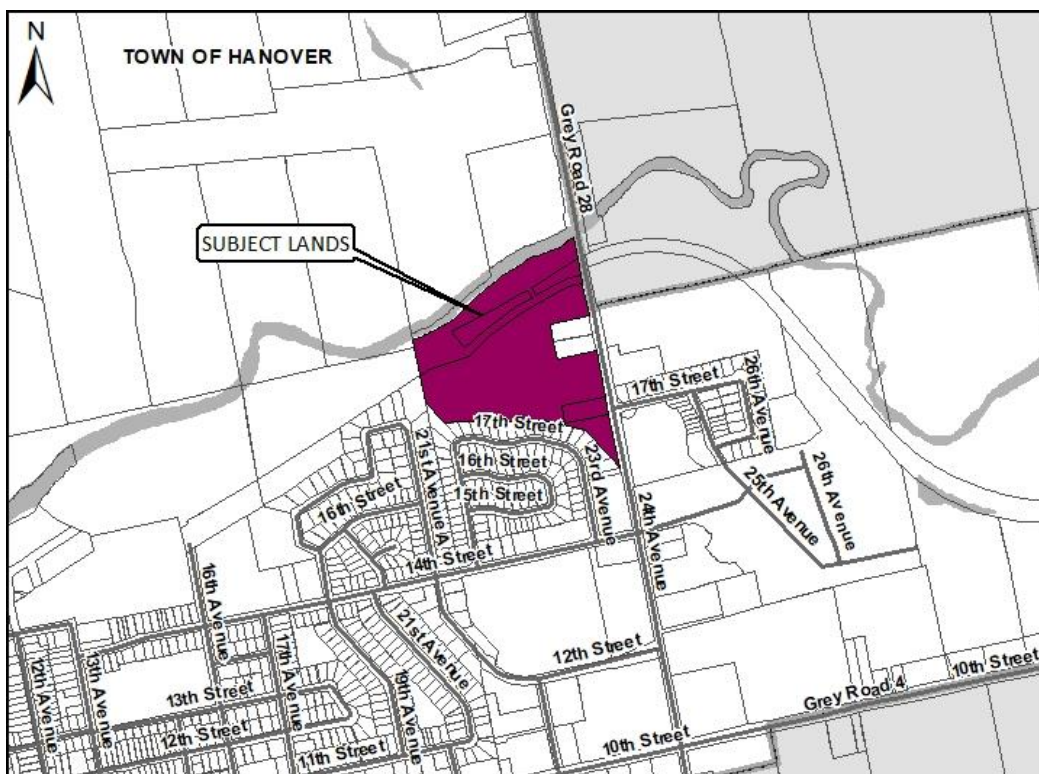 N
TOWN OF HANOVER
Grey Road 28
SUBJECT LANDS
17th Street
26th Avenue
17th Street
21st Avenue A
16th Street
23rd Avenue
15th Street
16th Street
24th Avenue
25th Avenue
26th Avenue
14th Street
16th Avenue
21st Avenue
12th Street
12th Avenue
13th Avenue
17th Avenue
19th Avenue
13th Street
12th Street
11th Street
10th Street
Grey Road 4
10th Street